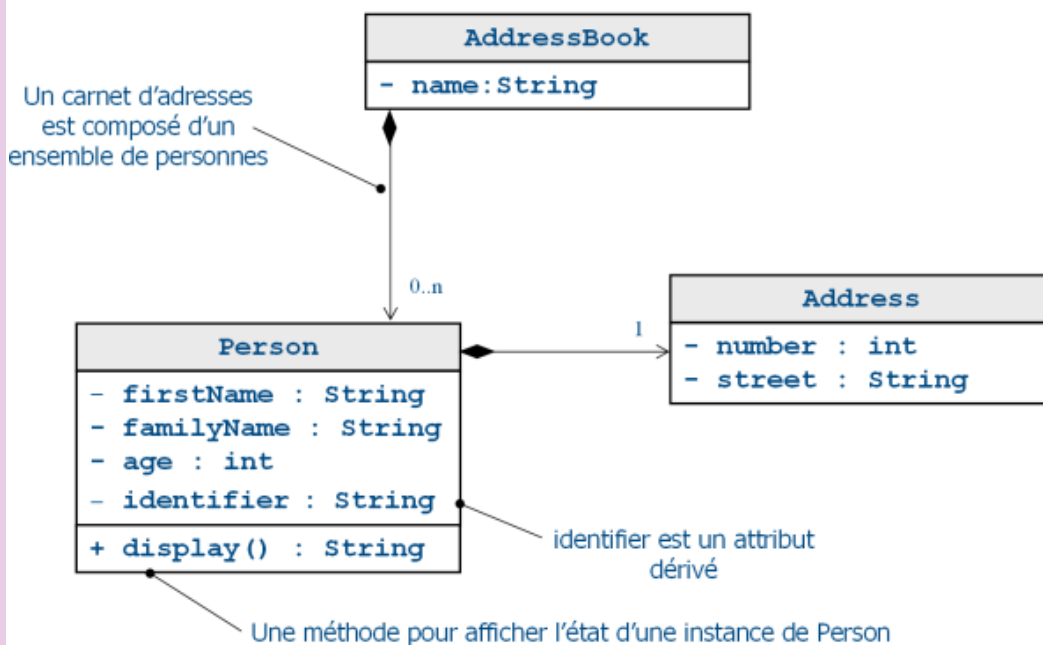 AddressBook
- name:String
Un carnet d'adresses
est composé d'un
ensemble de personnes
0..n
Address
- number : int
- street : String
1
Person
- firstName : String
- familyName : String
- age : int
- identifier : String
+ display() : String
identifier est un attribut
dérivé
Une méthode pour afficher l'état d'une instance de Person